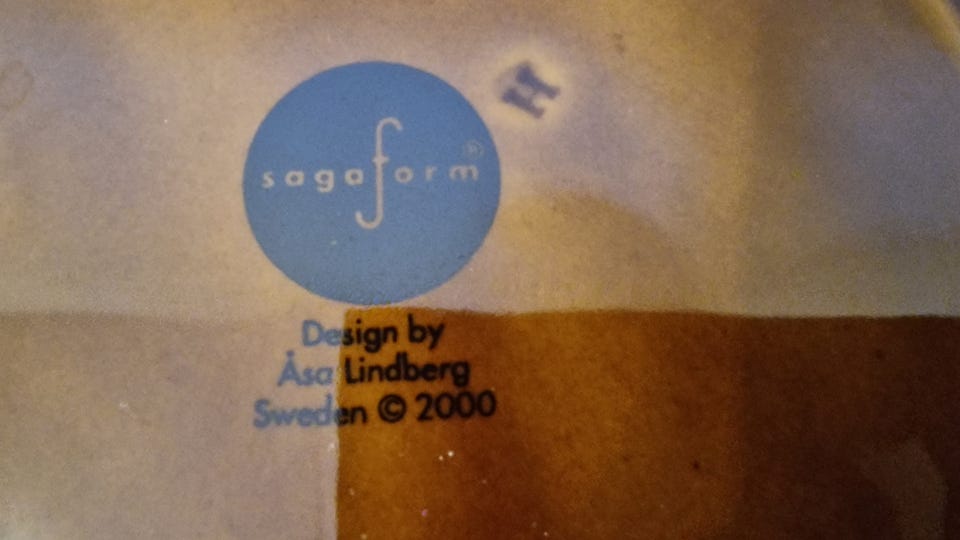 sagaform®
H
Design by
Åsa Lindberg
Sweden © 2000